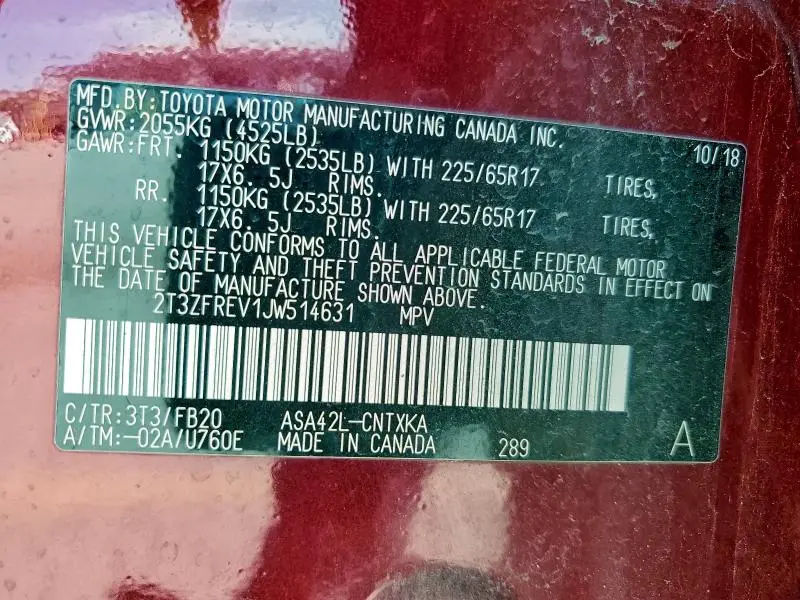 MFD. BY: TOYOTA MOTOR MANUFACTURING CANADA INC. 10/18
GVWR: 2055KG (4525LB)
GAWR: FRT. 1150KG (2535LB) WITH 225/65R17 TIRES,
17X6. 5J RIMS.
RR. 1150KG (2535LB) WITH 225/65R17 TIRES,
17X6. 5J RIMS.
THIS VEHICLE CONFORMS TO ALL APPLICABLE FEDERAL MOTOR
VEHICLE SAFETY AND THEFT PREVENTION STANDARDS IN EFFECT ON
THE DATE OF MANUFACTURE SHOWN ABOVE.
2T3ZFREV1JW514631 MPV
C/TR: 3T3/FB20 ASA42L-CNTXKA
A/TM: -02A/U760E MADE IN CANADA 289 A